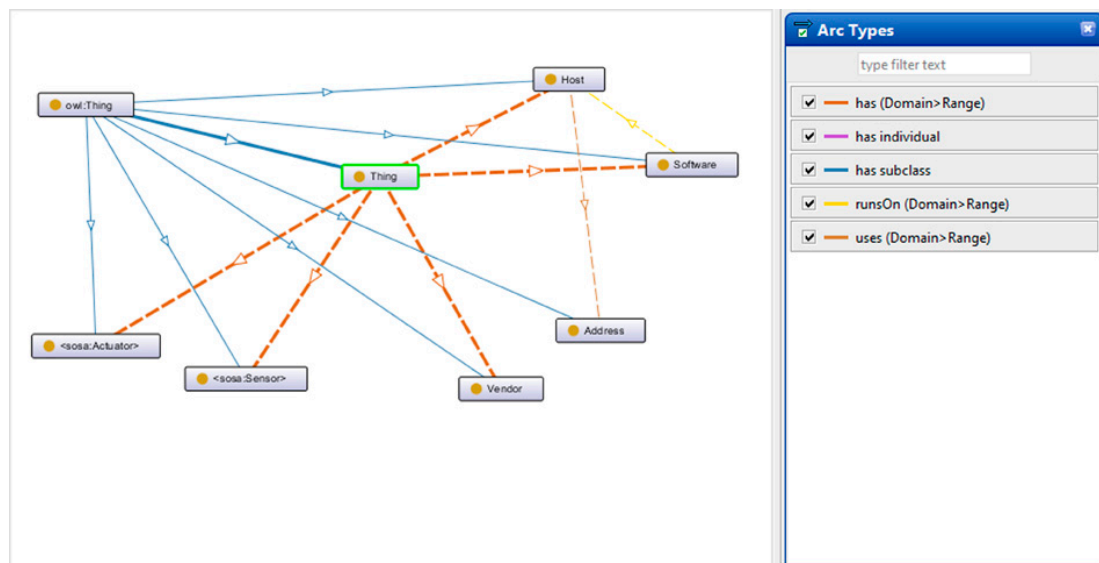 Arc Types
type filter text
has (Domain>Range)
has individual
has subclass
runsOn (Domain>Range)
uses (Domain>Range)
Host
owl:Thing
Software
Thing
Address
<sosa:Actuator>
<sosa:Sensor>
Vendor